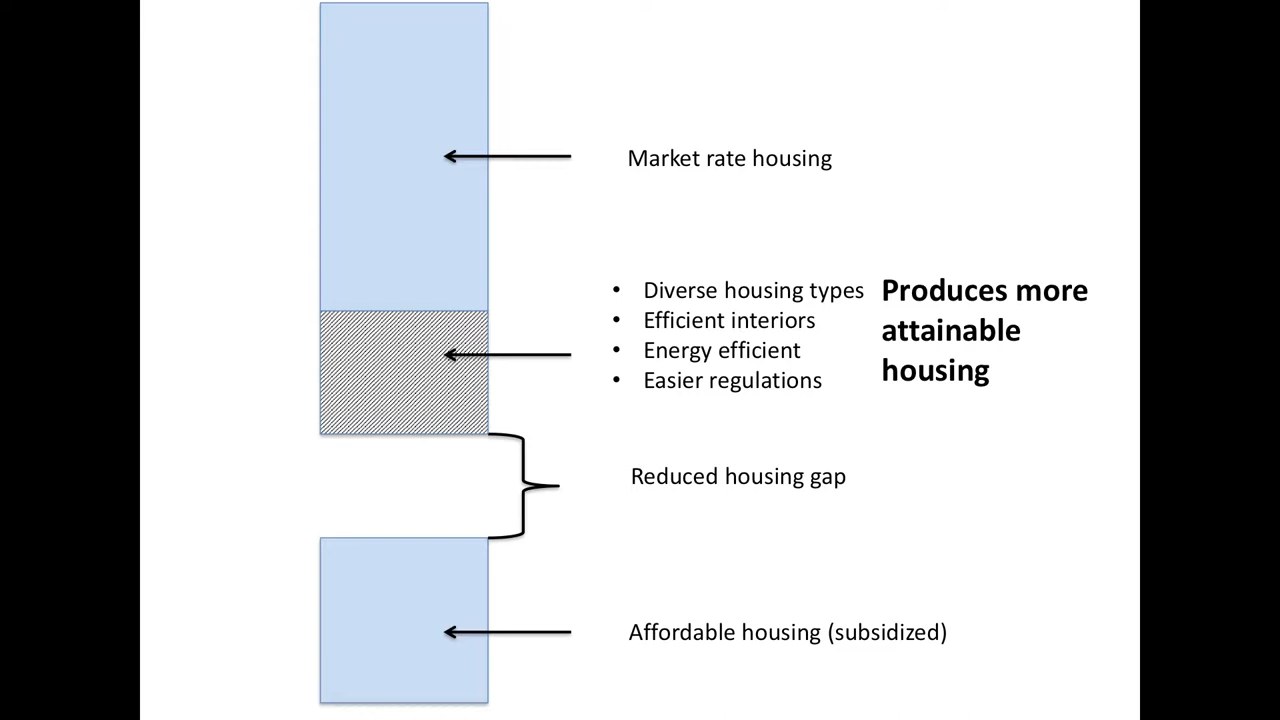 Market rate housing
• Diverse housing types
• Efficient interiors
• Energy efficient
• Easier regulations
Produces more
attainable
housing
Reduced housing gap
Affordable housing (subsidized)